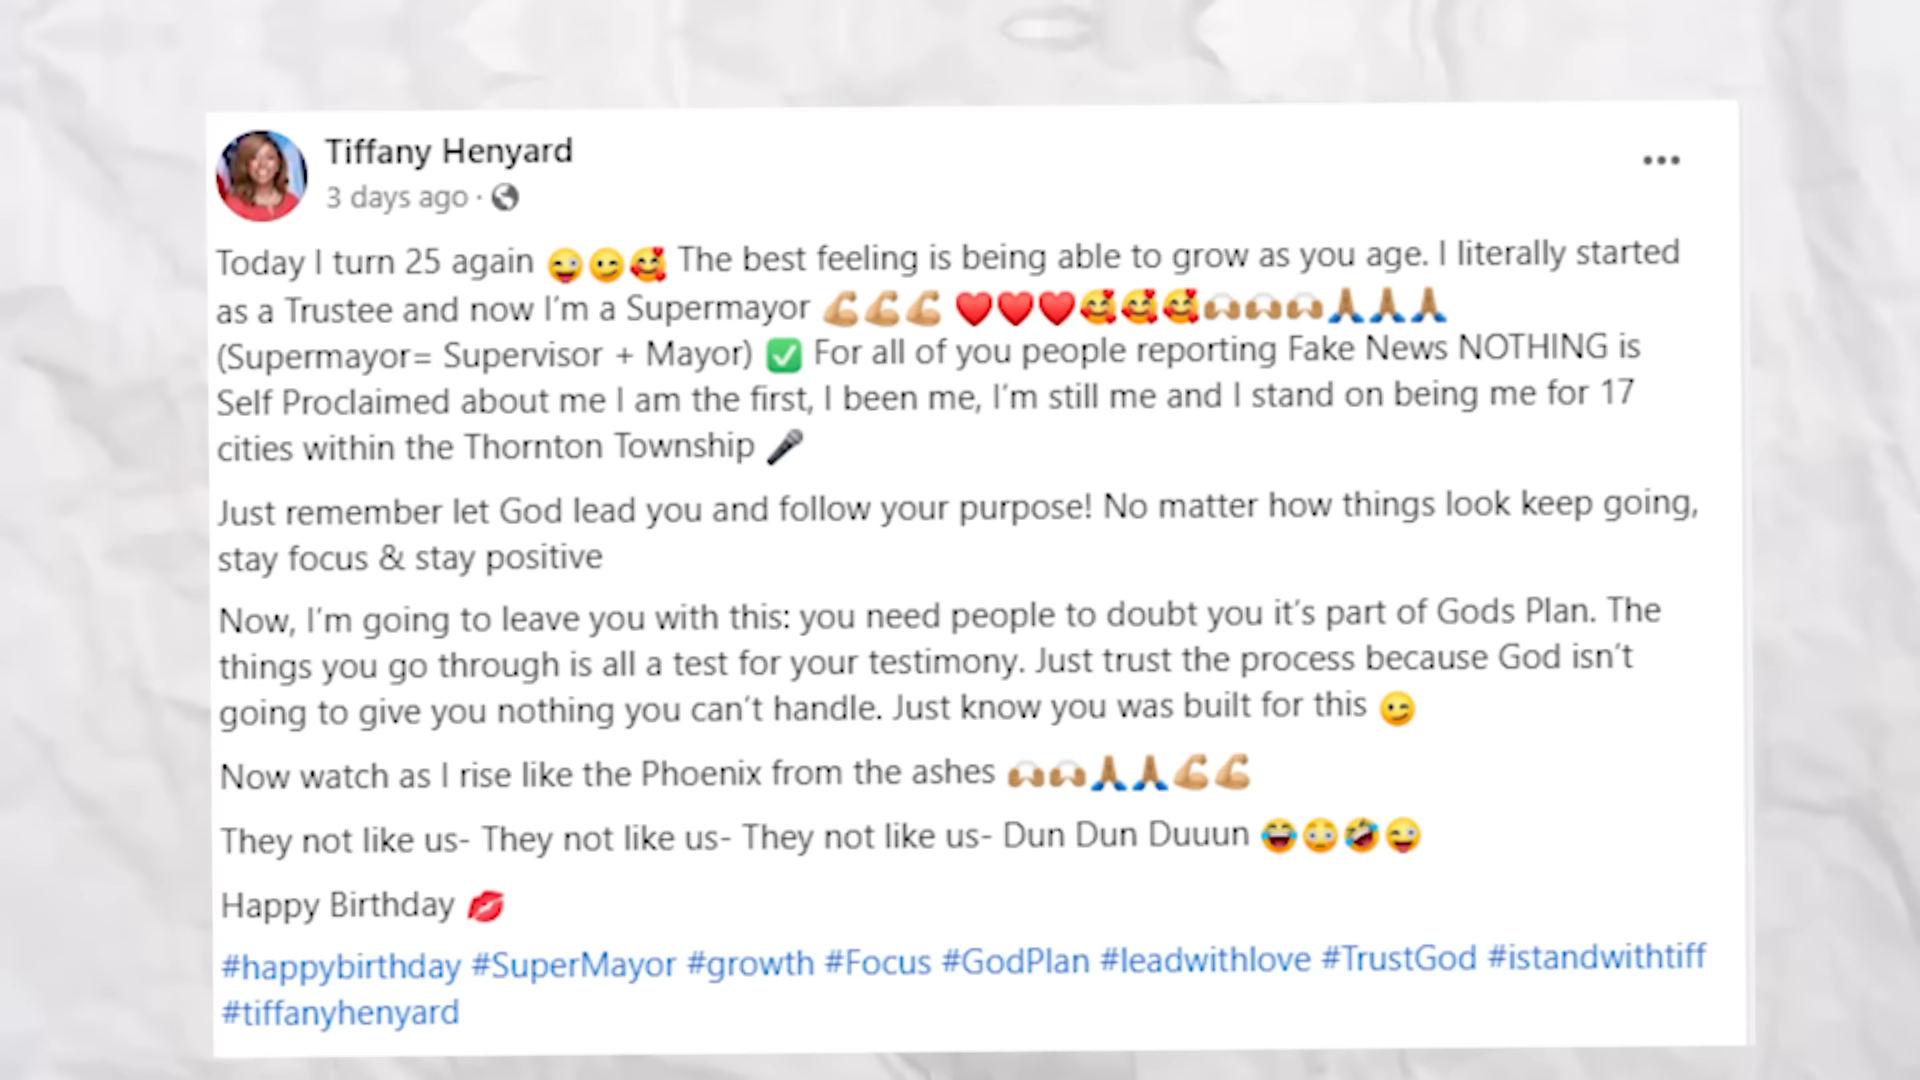 Tiffany Henyard
3 days ago ·
Today I turn 25 again 😜😉🥰 The best feeling is being able to grow as you age. I literally started
as a Trustee and now I'm a Supermayor 💪🏽💪🏽💪🏽 ❤️❤️❤️🥰🥰🥰🙌🏽🙌🏽🙌🏽🙏🏽🙏🏽🙏🏽
(Supermayor= Supervisor + Mayor) ✅ For all of you people reporting Fake News NOTHING is
Self Proclaimed about me I am the first, I been me, I'm still me and I stand on being me for 17
cities within the Thornton Township 🎤
Just remember let God lead you and follow your purpose! No matter how things look keep going,
stay focus & stay positive
Now, I'm going to leave you with this: you need people to doubt you it's part of Gods Plan. The
things you go through is all a test for your testimony. Just trust the process because God isn't
going to give you nothing you can't handle. Just know you was built for this 😉
Now watch as I rise like the Phoenix from the ashes 🙌🏽🙌🏽🙏🏽🙏🏽💪🏽💪🏽
They not like us- They not like us- They not like us- Dun Dun Duuun 😂😳🤣😜
Happy Birthday 💋
#happybirthday #SuperMayor #growth #Focus #GodPlan #leadwithlove #TrustGod #istandwithtiff
#tiffanyhenyard